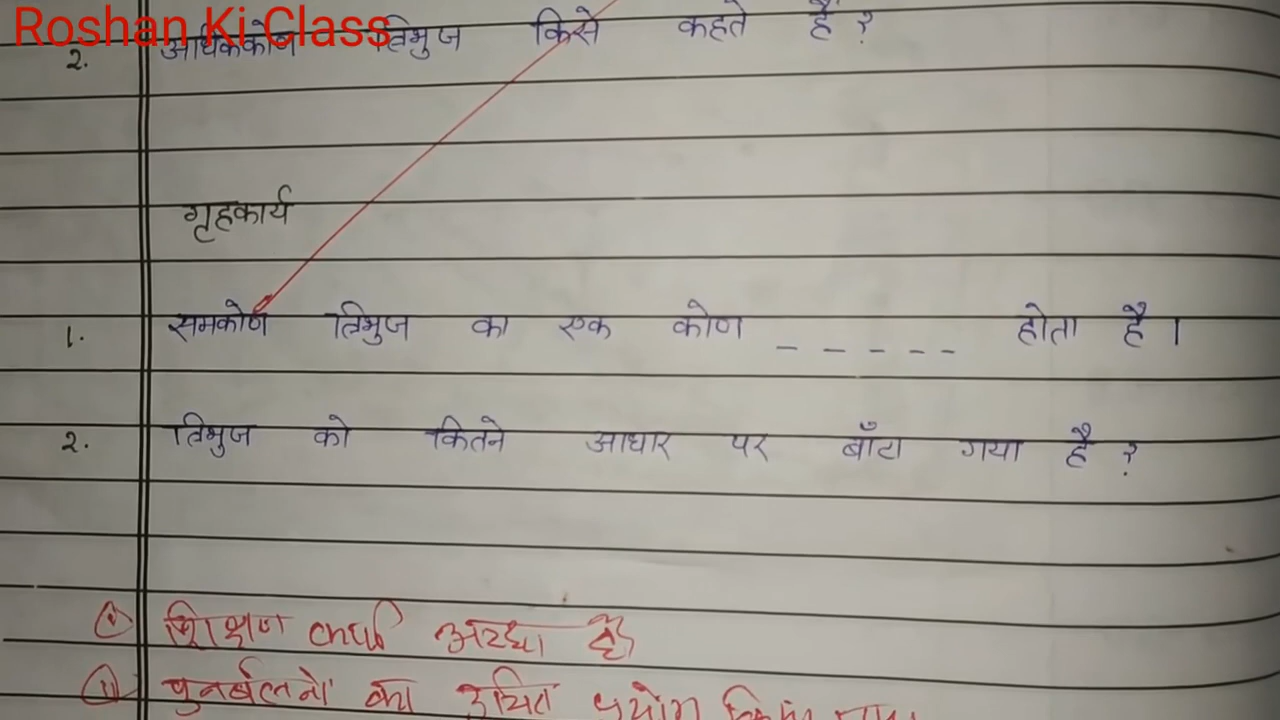 Roshan Ki Class
2. अधिककोण त्रिभुज किसे कहते हैं ?
गृहकार्य
1. समकोण त्रिभुज का एक कोण _ _ _ _ _ होता है।
2. त्रिभुज को कितने आधार पर बाँटा गया है ?
शिक्षण कार्य अच्छा है
पुनर्बलनों का उचित प्रयोग किया